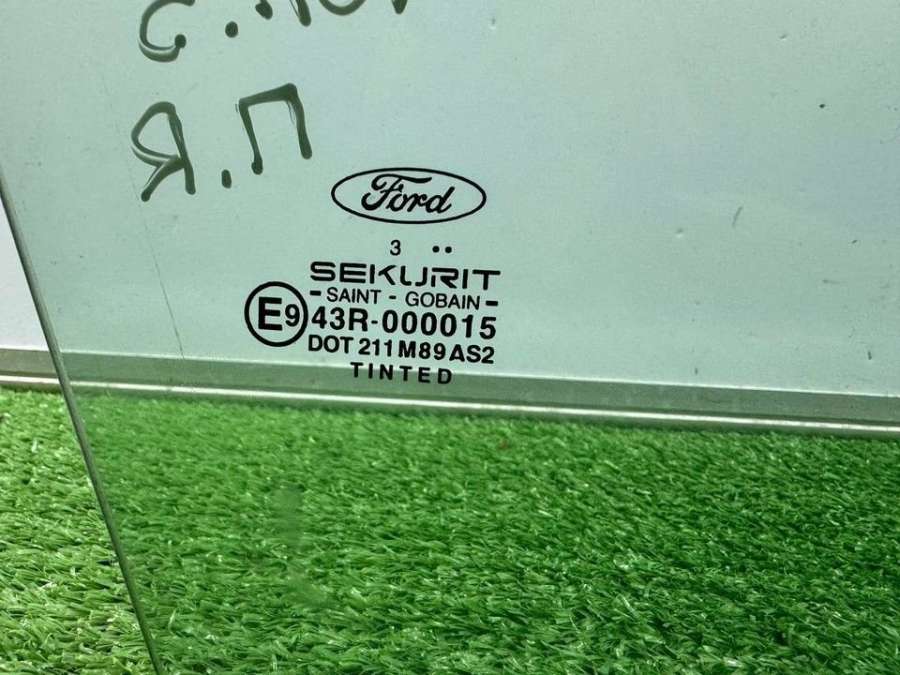 Ford
3 ••
SEKURIT
- SAINT - GOBAIN -
E9 43R-000015
DOT 211 M89 AS2
TINTED